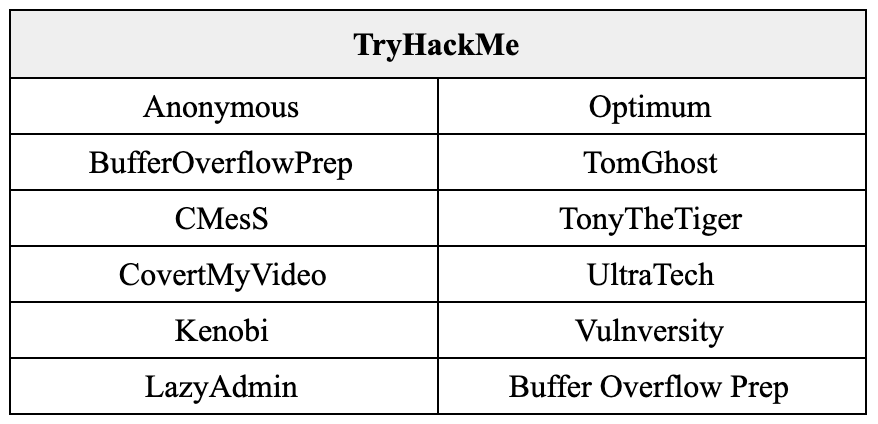 TryHackMe
Anonymous Optimum
BufferOverflowPrep TomGhost
CMesS TonyTheTiger
CovertMyVideo UltraTech
Kenobi Vulnversity
LazyAdmin Buffer Overflow Prep